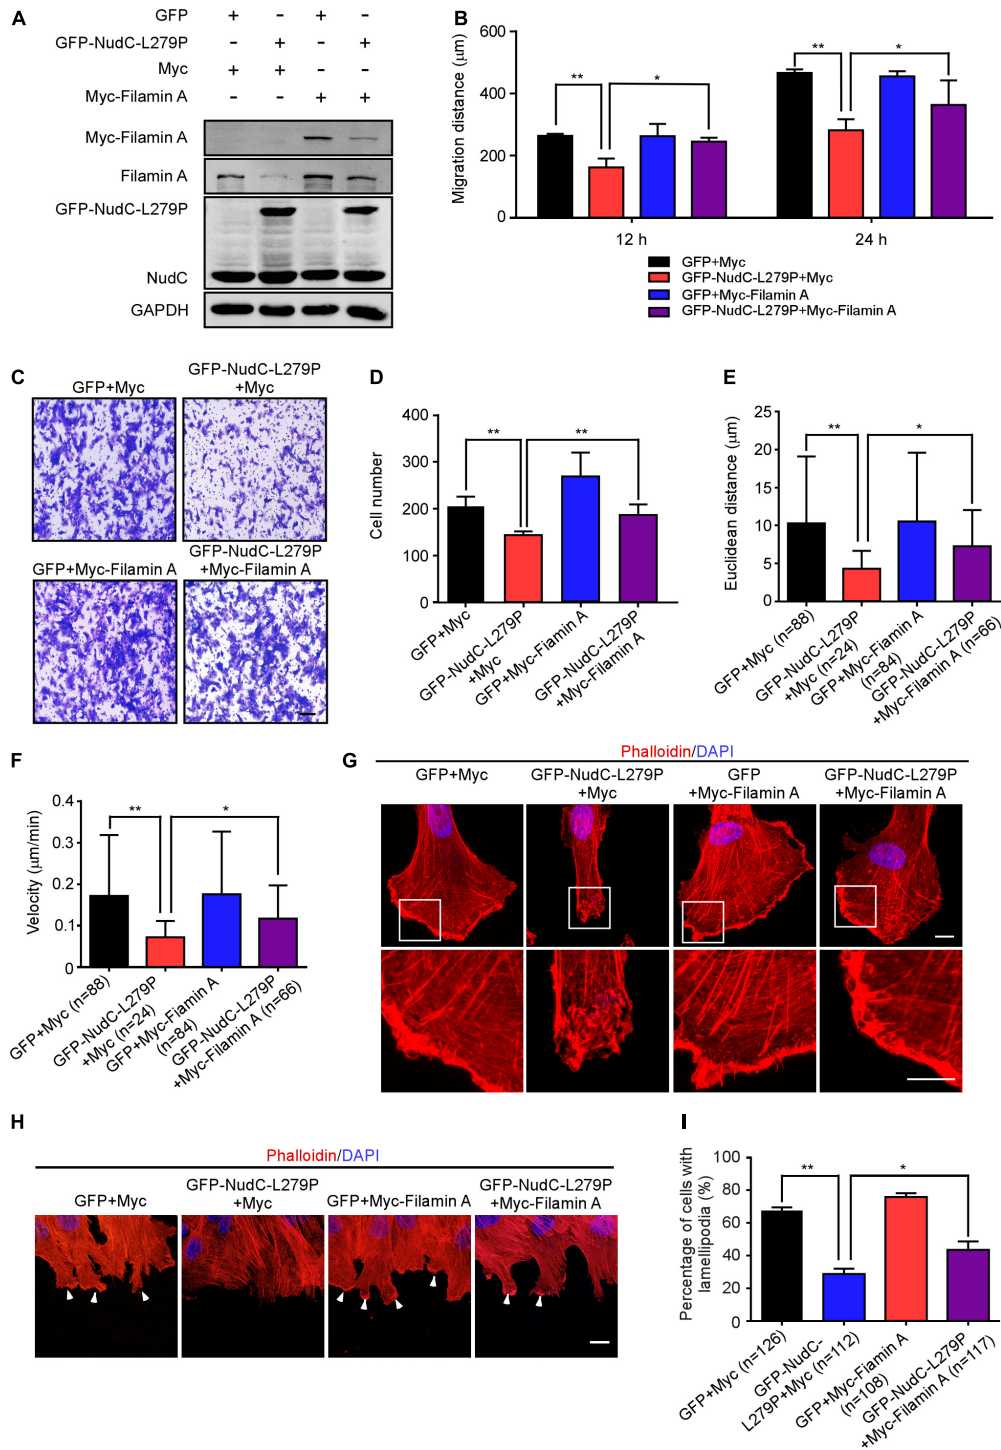 A
GFP + - + -
GFP-NudC-L279P - + - +
Myc + + - -
Myc-Filamin A - - + +
Myc-Filamin A
Filamin A
GFP-NudC-L279P
NudC
GAPDH
B
Migration distance (μm)
600
400
200
0
** *
** *
12 h 24 h
GFP+Myc
GFP-NudC-L279P+Myc
GFP+Myc-Filamin A
GFP-NudC-L279P+Myc-Filamin A
C
GFP+Myc
GFP-NudC-L279P
+Myc
GFP+Myc-Filamin A
GFP-NudC-L279P
+Myc-Filamin A
D
Cell number
400
300
200
100
0
** **
GFP+Myc
GFP-NudC-L279P
+Myc
GFP+Myc-Fiamin A
GFP-NudC-L279P
+Myc-Filamin A
E
Euclidean distance (μm)
25
20
15
10
5
0
** *
GFP+Myc (n=88)
GFP-NudC-L279P
+Myc (n=24)
GFP+Myc-Fiamin A
(n=84)
GFP-NudC-L279P
+Myc-Filamin A (n=66)
F
Velocity (μm/min)
0.4
0.3
0.2
0.1
0
** *
GFP+Myc (n=88)
GFP-NudC-L279P
+Myc (n=24)
GFP+Myc-Fiamin A
(n=84)
GFP-NudC-L279P
+Myc-Filamin A (n=66)
G
Phalloidin/DAPI
GFP+Myc
GFP-NudC-L279P
+Myc
GFP
+Myc-Filamin A
GFP-NudC-L279P
+Myc-Filamin A
H
Phalloidin/DAPI
GFP+Myc
GFP-NudC-L279P
+Myc
GFP+Myc-Filamin A
GFP-NudC-L279P
+Myc-Filamin A
I
Percentage of cells with
lamellipodia (%)
100
80
60
40
20
0
** *
GFP+Myc (n=126)
GFP-NudC-
L279P+Myc (n=112)
GFP+Myc-Fiamin A
(n=108)
GFP-NudC-L279P
+Myc-Filamin A (n=117)